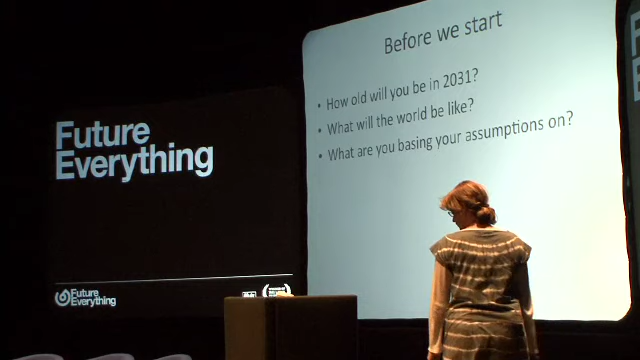 Future
Everything
Before we start
• How old will you be in 2031?
• What will the world be like?
• What are you basing your assumptions on?
Future
Everything